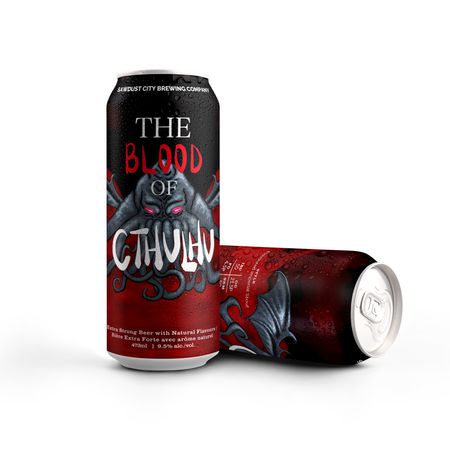 SAWDUST CITY BREWING COMPANY
THE
BLOOD
OF
CTHULHU
Extra Strong Beer with Natural Flavours
Bière Extra Forte avec arôme naturel
473ml | 9.5% alc./vol.
STYLE